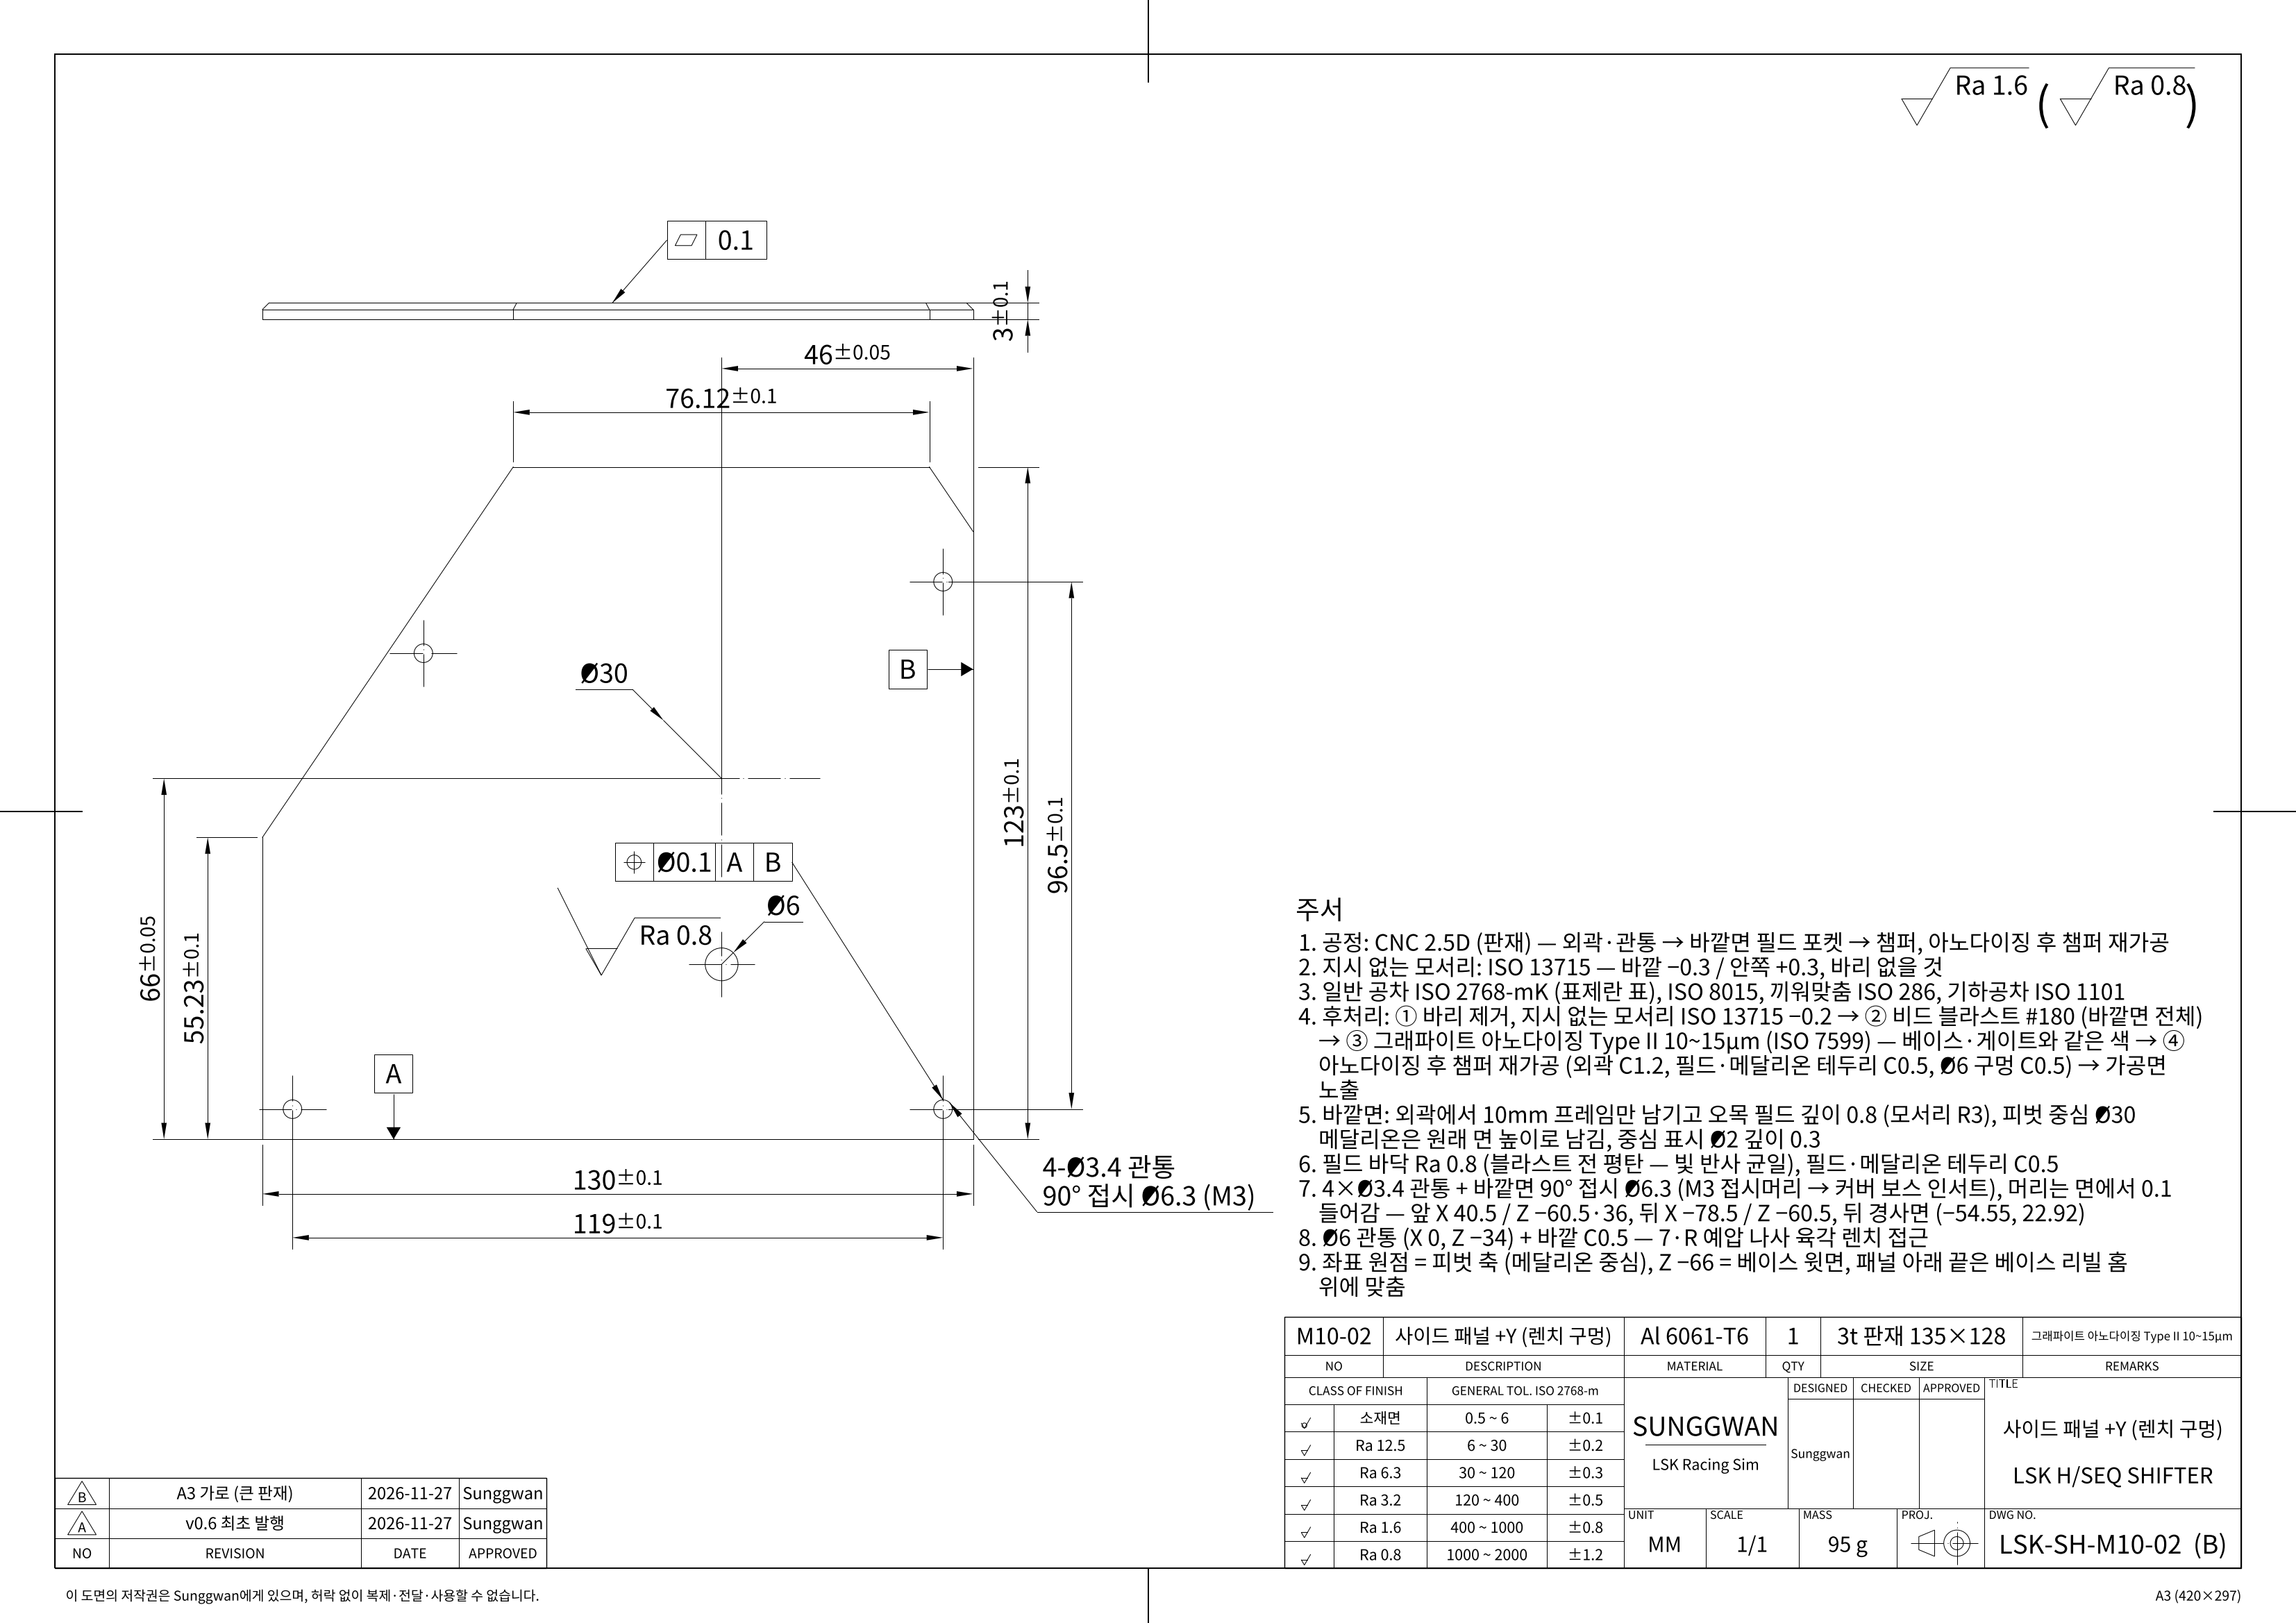 Ra 1.6 ( Ra 0.8 )
0.1
3±0.1
46±0.05
76.12±0.1
B
Ø30
123±0.1
96.5±0.1
Ø0.1 A B
Ø6
Ra 0.8
66±0.05
55.23±0.1
A
4-Ø3.4 관통
90° 접시 Ø6.3 (M3)
130±0.1
119±0.1
주서
1. 공정: CNC 2.5D (판재) — 외곽·관통 → 바깥면 필드 포켓 → 챔퍼, 아노다이징 후 챔퍼 재가공
2. 지시 없는 모서리: ISO 13715 — 바깥 −0.3 / 안쪽 +0.3, 바리 없을 것
3. 일반 공차 ISO 2768-mK (표제란 표), ISO 8015, 끼워맞춤 ISO 286, 기하공차 ISO 1101
4. 후처리: ① 바리 제거, 지시 없는 모서리 ISO 13715 −0.2 → ② 비드 블라스트 #180 (바깥면 전체)
→ ③ 그래파이트 아노다이징 Type II 10~15μm (ISO 7599) — 베이스·게이트와 같은 색 → ④
아노다이징 후 챔퍼 재가공 (외곽 C1.2, 필드·메달리온 테두리 C0.5, Ø6 구멍 C0.5) → 가공면
노출
5. 바깥면: 외곽에서 10mm 프레임만 남기고 오목 필드 깊이 0.8 (모서리 R3), 피벗 중심 Ø30
메달리온은 원래 면 높이로 남김, 중심 표시 Ø2 깊이 0.3
6. 필드 바닥 Ra 0.8 (블라스트 전 평탄 — 빛 반사 균일), 필드·메달리온 테두리 C0.5
7. 4×Ø3.4 관통 + 바깥면 90° 접시 Ø6.3 (M3 접시머리 → 커버 보스 인서트), 머리는 면에서 0.1
들어감 — 앞 X 40.5 / Z −60.5·36, 뒤 X −78.5 / Z −60.5, 뒤 경사면 (−54.55, 22.92)
8. Ø6 관통 (X 0, Z −34) + 바깥 C0.5 — 7·R 예압 나사 육각 렌치 접근
9. 좌표 원점 = 피벗 축 (메달리온 중심), Z −66 = 베이스 윗면, 패널 아래 끝은 베이스 리빌 홈
위에 맞춤
M10-02 사이드 패널 +Y (렌치 구멍) Al 6061-T6 1 3t 판재 135×128 그래파이트 아노다이징 Type II 10~15μm
NO DESCRIPTION MATERIAL QTY SIZE REMARKS
CLASS OF FINISH GENERAL TOL. ISO 2768-m
소재면 0.5 ~ 6 ±0.1
Ra 12.5 6 ~ 30 ±0.2
Ra 6.3 30 ~ 120 ±0.3
Ra 3.2 120 ~ 400 ±0.5
Ra 1.6 400 ~ 1000 ±0.8
Ra 0.8 1000 ~ 2000 ±1.2
SUNGGWAN
LSK Racing Sim
DESIGNED CHECKED APPROVED
Sunggwan
TITLE
사이드 패널 +Y (렌치 구멍)
LSK H/SEQ SHIFTER
UNIT SCALE MASS PROJ. DWG NO.
MM 1/1 95 g LSK-SH-M10-02 (B)
B A3 가로 (큰 판재) 2026-11-27 Sunggwan
A v0.6 최초 발행 2026-11-27 Sunggwan
NO REVISION DATE APPROVED
이 도면의 저작권은 Sunggwan에게 있으며, 허락 없이 복제·전달·사용할 수 없습니다.
A3 (420×297)